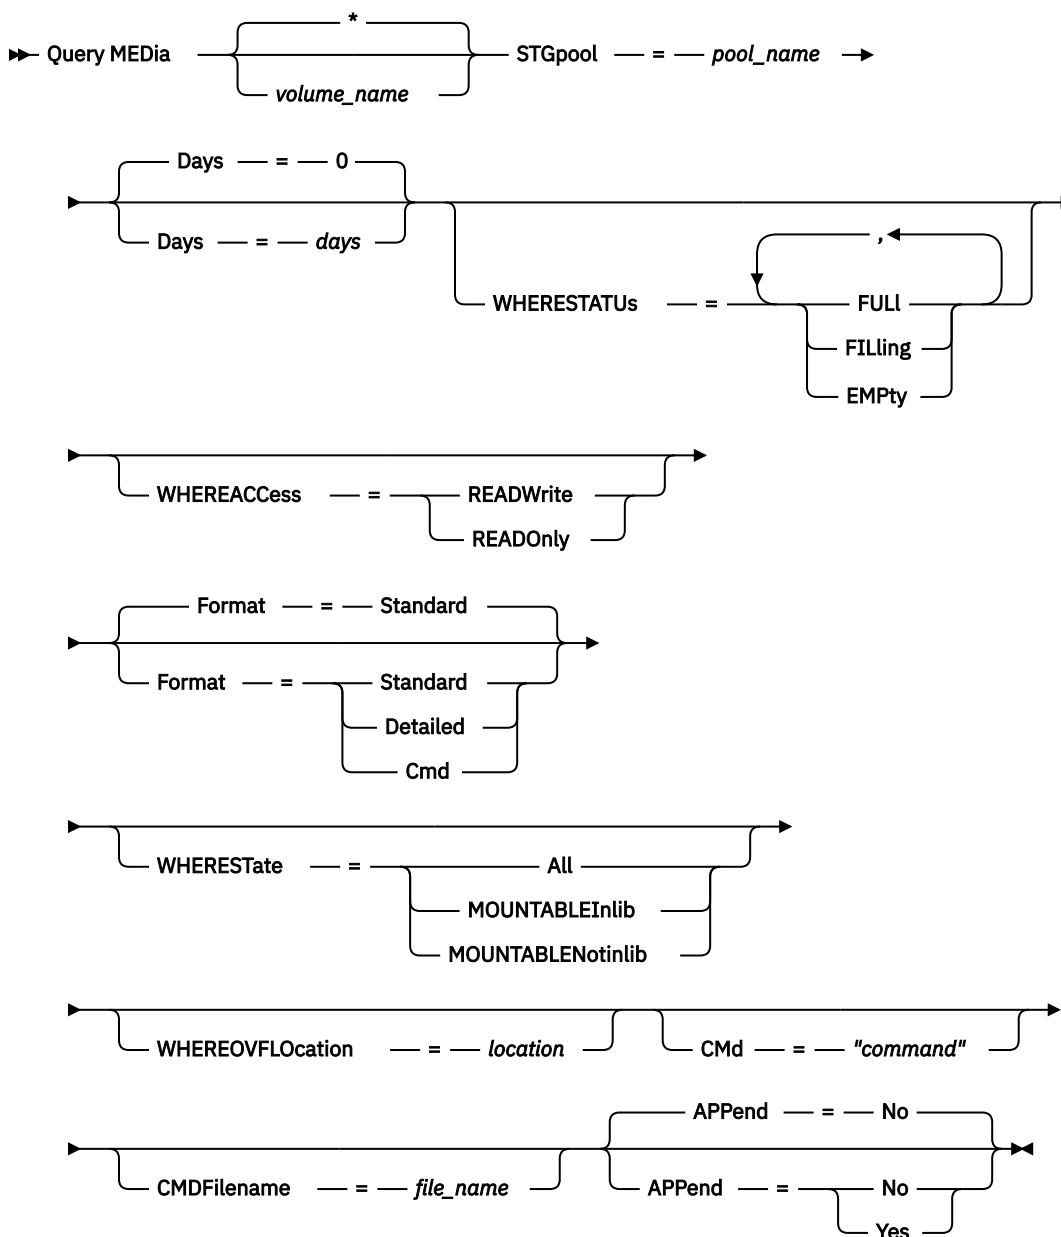 *
Query MEDia STGpool = pool_name
volume_name
Days = 0
Days = days
,
WHERESTATUs = FULl
FILling
EMPty
WHEREACCess = READWrite
READOnly
Format = Standard
Format = Standard
Detailed
Cmd
WHERESTate = All
MOUNTABLEInlib
MOUNTABLENotinlib
WHEREOVFLOcation = location CMd = "command"
APPend = No
CMDFilename = file_name APPend = No
Yes